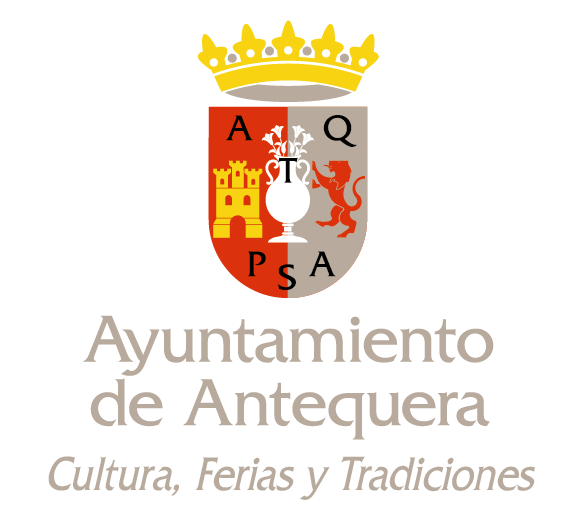 A Q
T
P S A
Ayuntamiento
de Antequera
Cultura, Ferias y Tradiciones